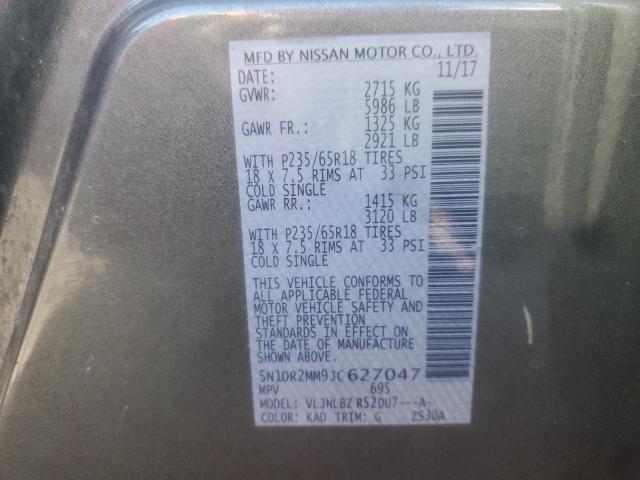 MFD BY NISSAN MOTOR CO., LTD.
DATE: 11/17
GVWR: 2715 KG
5986 LB
GAWR FR.: 1325 KG
2921 LB
WITH P235/65R18 TIRES
18 X 7.5 RIMS AT 33 PSI
COLD SINGLE
GAWR RR.: 1415 KG
3120 LB
WITH P235/65R18 TIRES
18 X 7.5 RIMS AT 33 PSI
COLD SINGLE
THIS VEHICLE CONFORMS TO
ALL APPLICABLE FEDERAL
MOTOR VEHICLE SAFETY AND
THEFT PREVENTION
STANDARDS IN EFFECT ON
THE DATE OF MANUFACTURE
SHOWN ABOVE.
5N1DR2MM9JC627047
MPV 69S
MODEL: VLJNLBZ R52DU7---A-
COLOR: KAD TRIM: G ZS30A